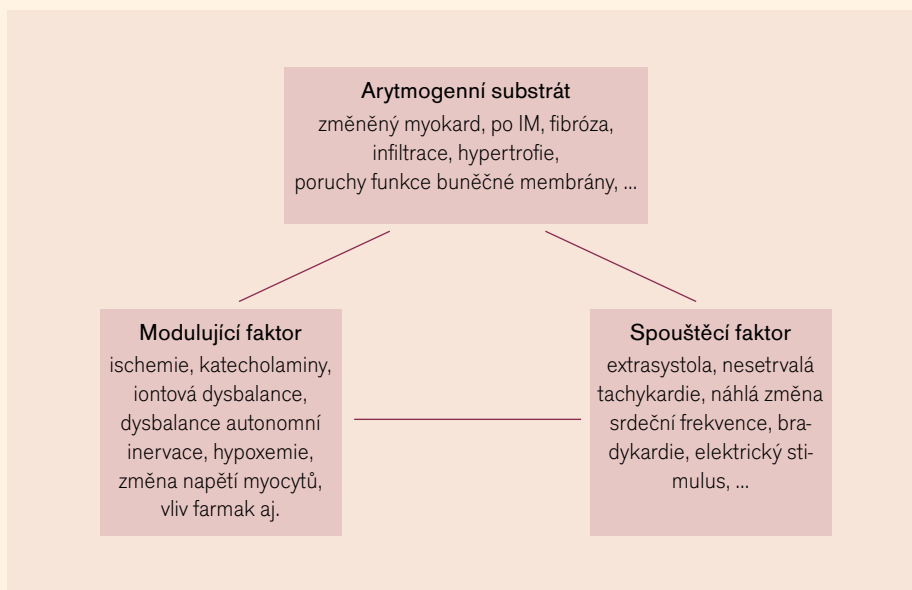 Arytmogenní substrát
změněný myokard, po IM, fibróza,
infiltrace, hypertrofie,
poruchy funkce buněčné membrány, ...
Modulující faktor
ischemie, katecholaminy,
iontová dysbalance,
dysbalance autonomní
inervace, hypoxemie,
změna napětí myocytů,
vliv farmak aj.
Spouštěcí faktor
extrasystola, nesetrvalá
tachykardie, náhlá změna
srdeční frekvence, bra-
dykardie, elektrický sti-
mulus, ...